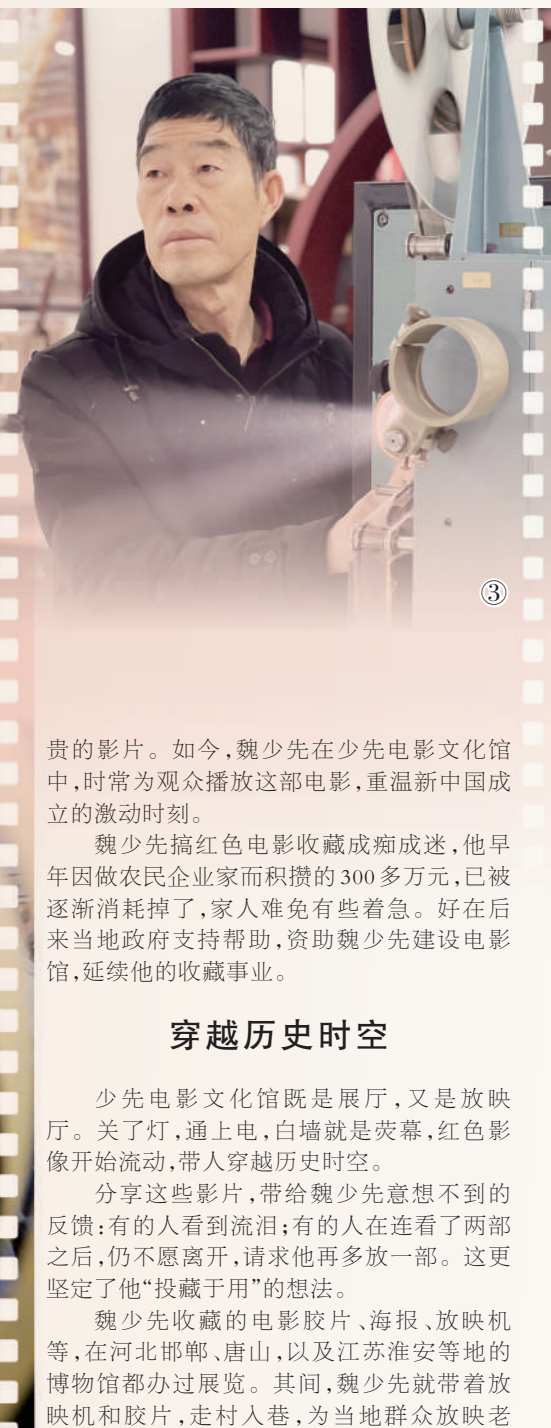 ③
贵的影片。如今,魏少先在少先电影文化馆
中,时常为观众播放这部电影,重温新中国成
立的激动时刻。
魏少先搞红色电影收藏成痴成迷,他早
年因做农民企业家而积攒的300多万元,已被
逐渐消耗掉了,家人难免有些着急。好在后
来当地政府支持帮助,资助魏少先建设电影
馆,延续他的收藏事业。
穿越历史时空
少先电影文化馆既是展厅,又是放映
厅。关了灯,通上电,白墙就是荧幕,红色影
像开始流动,带人穿越历史时空。
分享这些影片,带给魏少先意想不到的
反馈:有的人看到流泪;有的人在连看了两部
之后,仍不愿离开,请求他再多放一部。这更
坚定了他“投藏于用”的想法。
魏少先收藏的电影胶片、海报、放映机
等,在河北邯郸、唐山,以及江苏淮安等地的
博物馆都办过展览。其间,魏少先就带着放
映机和胶片,走村入巷,为当地群众放映老